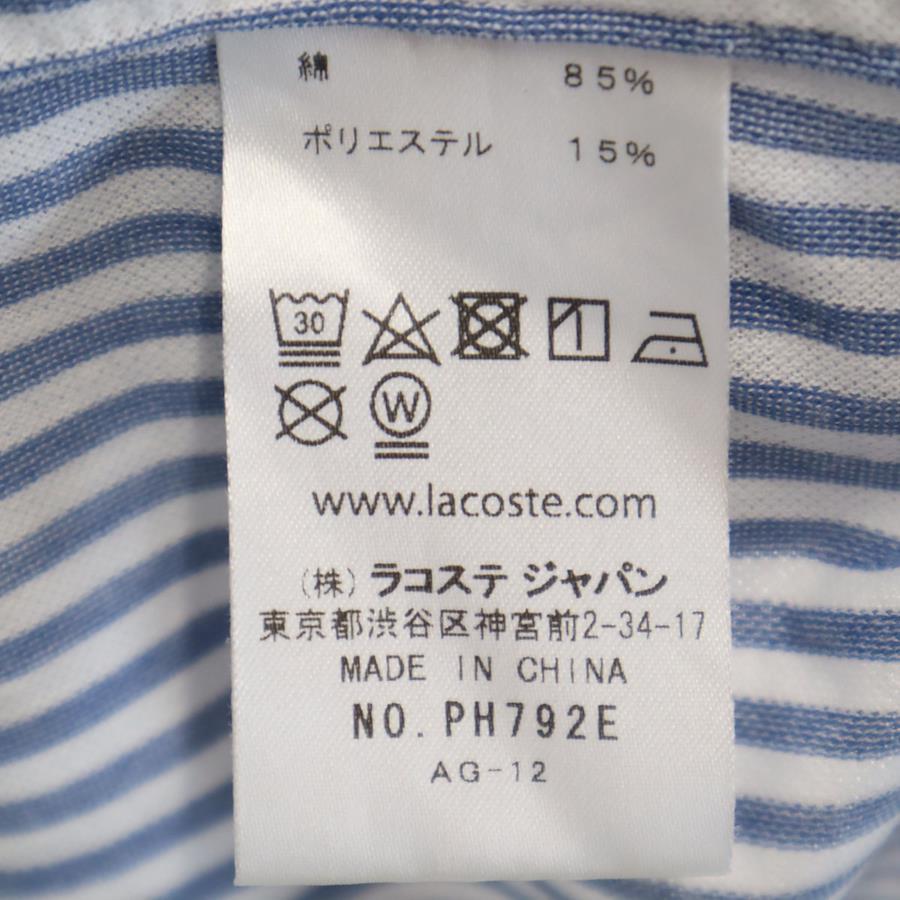 綿 85%
ポリエステル 15%
30
W
www.lacoste.com
(株) ラコステ ジャパン
東京都渋谷区神宮前2-34-17
MADE IN CHINA
NO. PH792E
AG-12